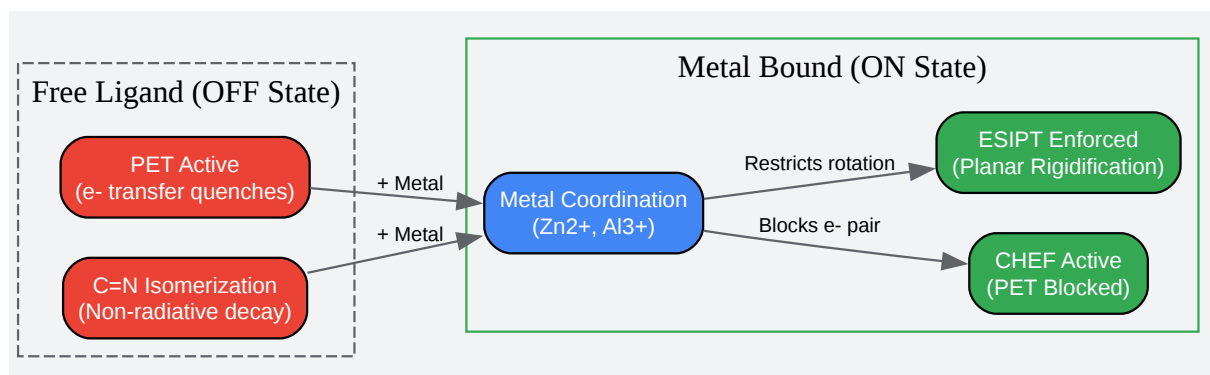 Free Ligand (OFF State)
PET Active
(e- transfer quenches)
C=N Isomerization
(Non-radiative decay)
+ Metal
+ Metal
Metal Bound (ON State)
Metal Coordination
(Zn2+, Al3+)
Restricts rotation
Blocks e- pair
ESIPT Enforced
(Planar Rigidification)
CHEF Active
(PET Blocked)